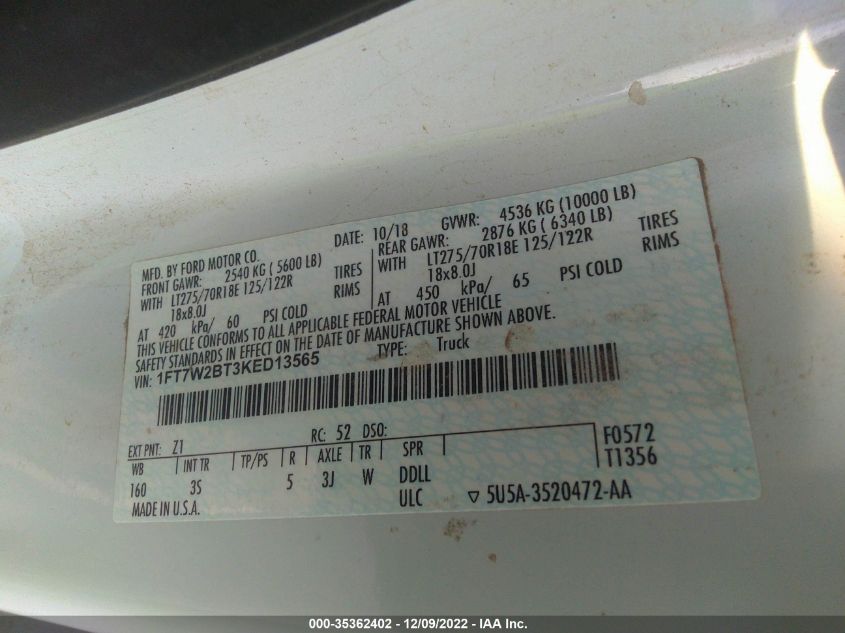 MFD. BY FORD MOTOR CO.
DATE: 10/18
GVWR: 4536 KG (10000 LB)
FRONT GAWR: 2540 KG ( 5600 LB)
REAR GAWR: 2876 KG ( 6340 LB)
WITH LT275/70R18E 125/122R TIRES
18x8.0J RIMS
AT 420 kPa/ 60 PSI COLD
WITH LT275/70R18E 125/122R TIRES
18x8.0J RIMS
AT 450 kPa/ 65 PSI COLD
THIS VEHICLE CONFORMS TO ALL APPLICABLE FEDERAL MOTOR VEHICLE
SAFETY STANDARDS IN EFFECT ON THE DATE OF MANUFACTURE SHOWN ABOVE.
VIN: 1FT7W2BT3KED13565
TYPE: Truck
EXT PNT: Z1 RC: 52 DSO:
WB INT TR TP/PS R AXLE TR SPR
160 3S 5 3J W DDLL
ULC
F0572
T1356
MADE IN U.S.A.
▽ 5U5A-3520472-AA
000-35362402 - 12/09/2022 - IAA Inc.